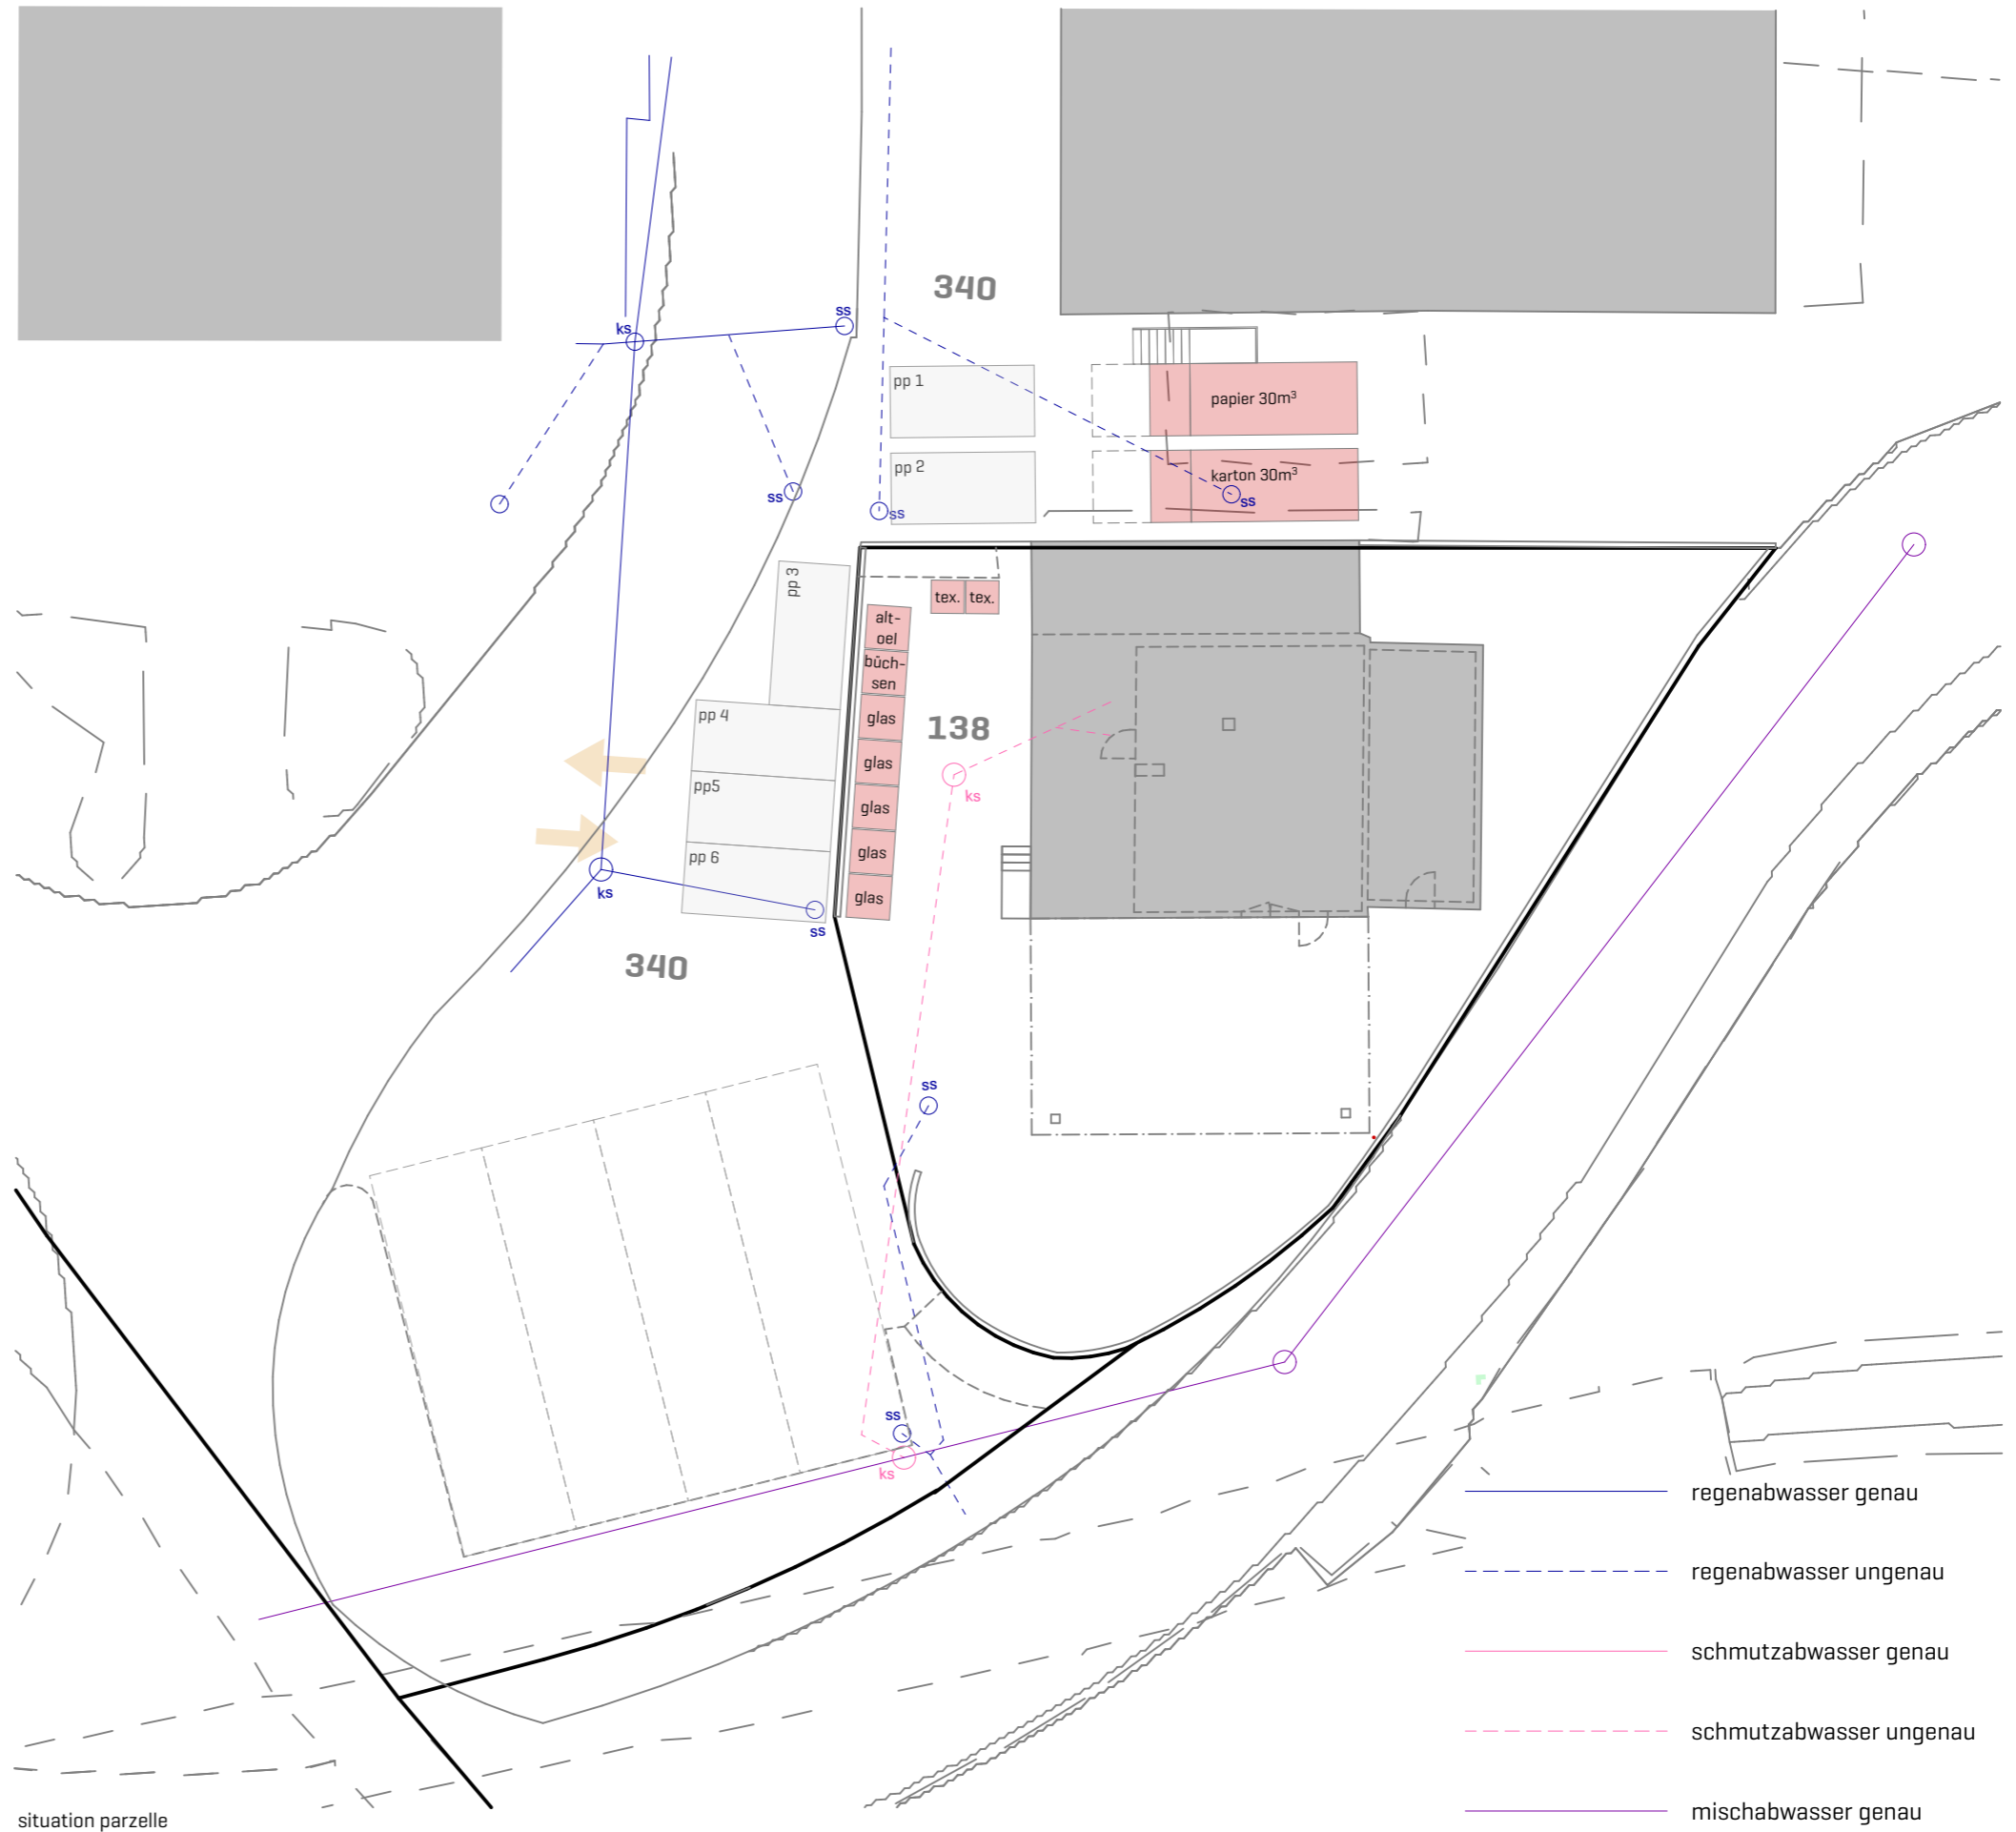 340
ss
ks
pp 1
papier 30m³
pp 2
karton 30m³
ss
ss
ss
pp 3
tex.
tex.
alt-
oel
büch-
sen
glas
pp 4
138
glas
pp5
ks
glas
pp 6
glas
ks
glas
ss
340
ss
ss
ks
regenabwasser genau
regenabwasser ungenau
schmutzabwasser genau
schmutzabwasser ungenau
mischabwasser genau
situation parzelle